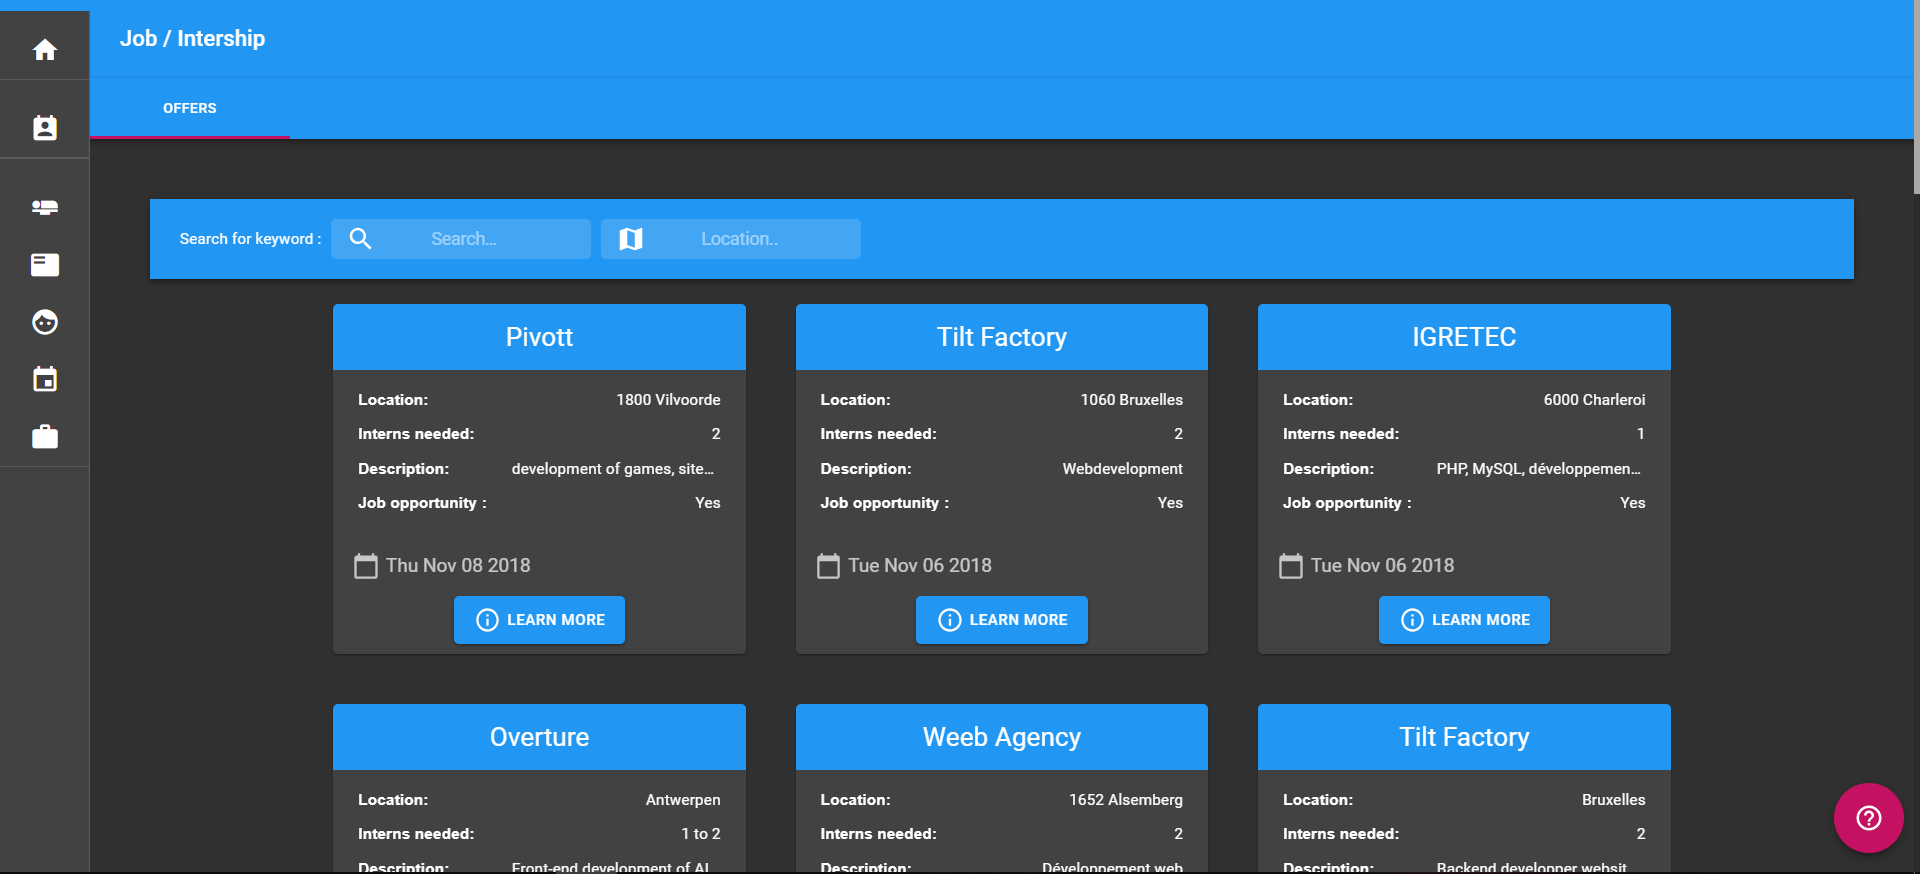 Job / Intership
OFFERS
Search for keyword :
Search...
Location..
Pivott
Location: 1800 Vilvoorde
Interns needed: 2
Description: development of games, site...
Job opportunity : Yes
Thu Nov 08 2018
LEARN MORE
Tilt Factory
Location: 1060 Bruxelles
Interns needed: 2
Description: Webdevelopment
Job opportunity : Yes
Tue Nov 06 2018
LEARN MORE
IGRETEC
Location: 6000 Charleroi
Interns needed: 1
Description: PHP, MySQL, développemen...
Job opportunity : Yes
Tue Nov 06 2018
LEARN MORE
Overture
Location: Antwerpen
Interns needed: 1 to 2
Description: Front-end development of AI...
Weeb Agency
Location: 1652 Alsemberg
Interns needed: 2
Description: Développement web
Tilt Factory
Location: Bruxelles
Interns needed: 2
Description: Backend developper websit...